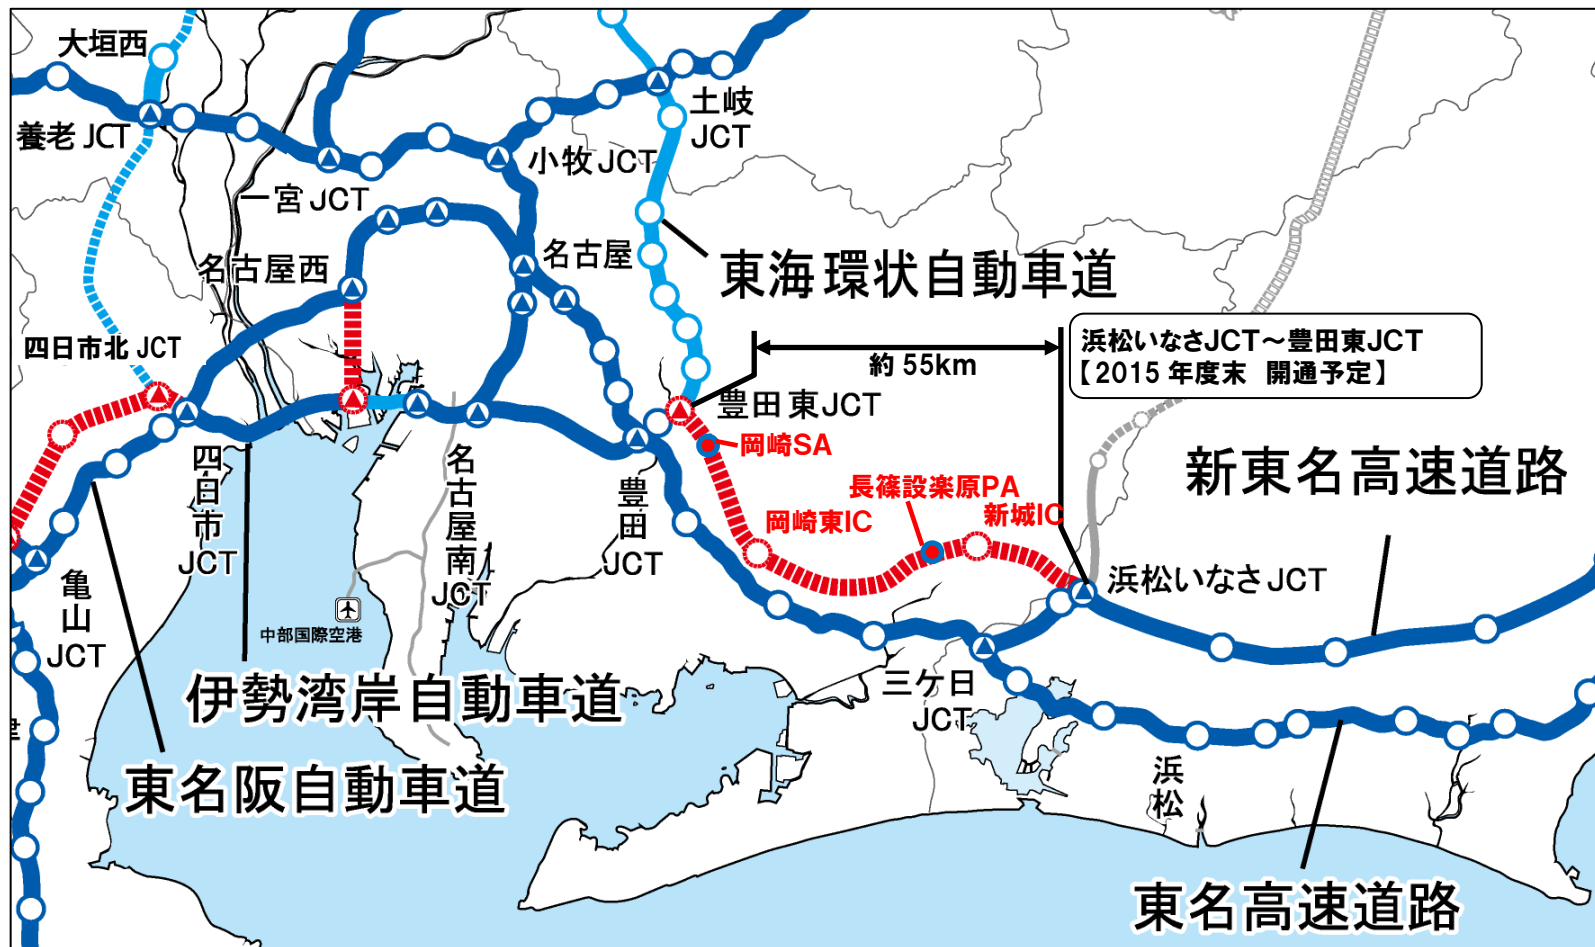 大垣西
養老 JCT
一宮 JCT
小牧 JCT
土岐
JCT
名古屋西
名古屋
東海環状自動車道
四日市北 JCT
約 55km
浜松いなさJCT～豊田東JCT
【2015 年度末 開通予定】
豊田東JCT
岡崎SA
四日市
JCT
名古屋南
JCT
豊田
JCT
岡崎東IC
長篠設楽原PA
新城IC
新東名高速道路
浜松いなさ JCT
亀山
JCT
中部国際空港
伊勢湾岸自動車道
三ケ日
JCT
東名阪自動車道
浜松
東名高速道路